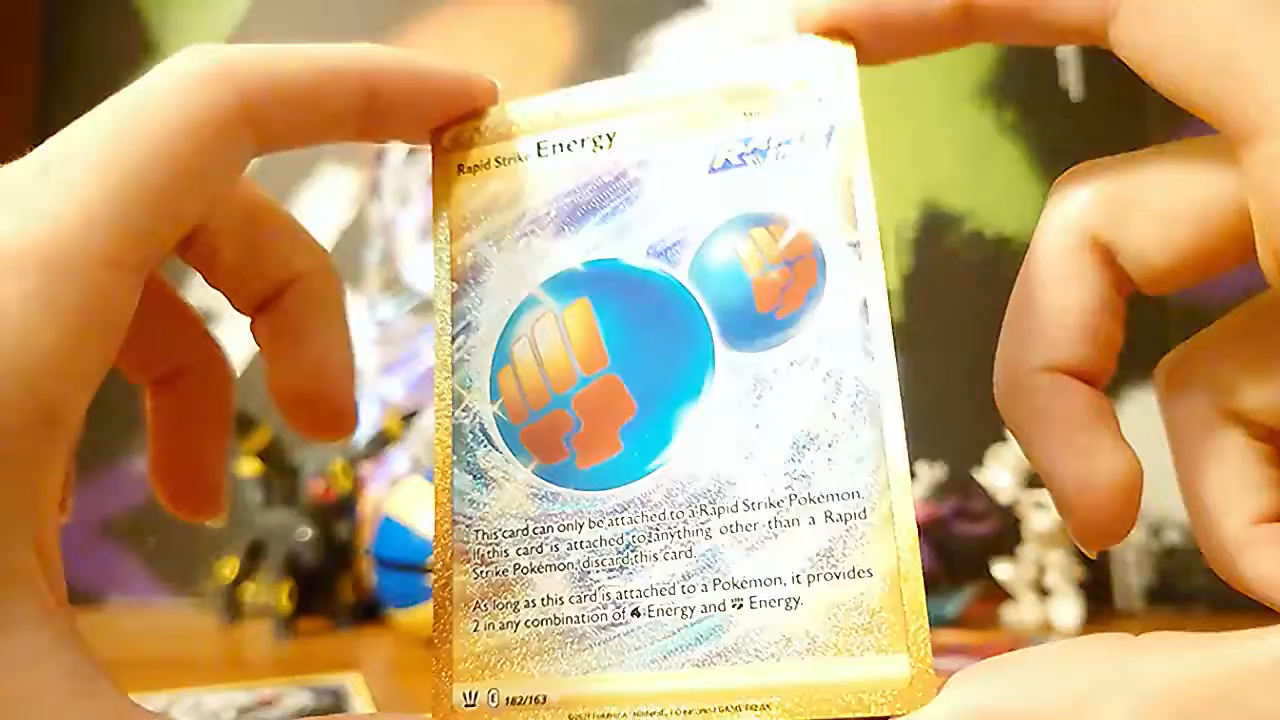 Rapid Strike Energy
This card can only be attached to a Rapid Strike Pokémon.
If this card is attached to anything other than a Rapid
Strike Pokémon, discard this card.
As long as this card is attached to a Pokémon, it provides
2 in any combination of Energy and Energy.
E 182/163